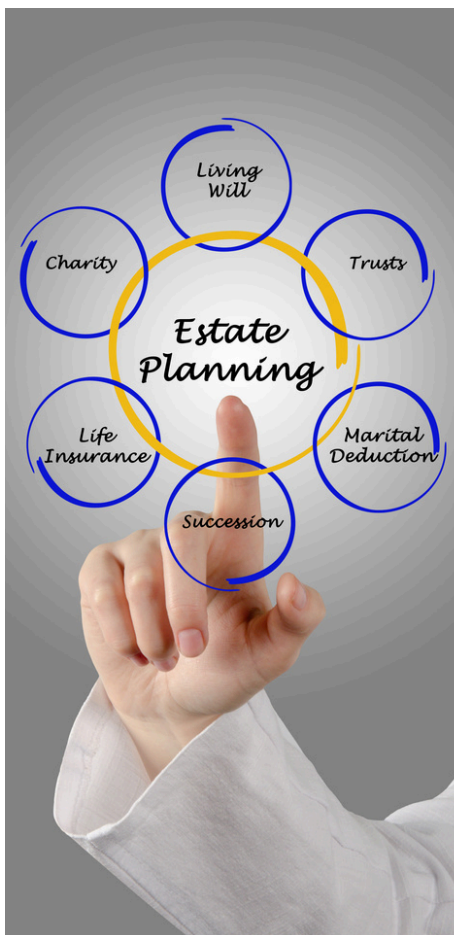 Living
Will
Charity
Trusts
Estate
Planning
Life
Insurance
Marital
Deduction
Succession